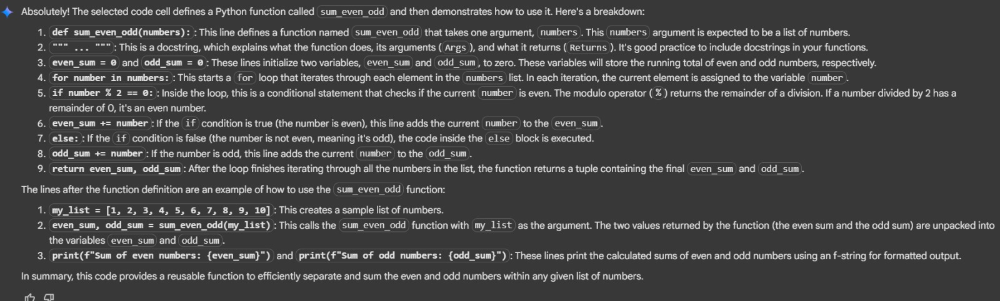 Absolutely! The selected code cell defines a Python function called sum_even_odd and then demonstrates how to use it. Here's a breakdown:
1. def sum_even_odd(numbers): : This line defines a function named sum_even_odd that takes one argument, numbers. This numbers argument is expected to be a list of numbers.
2. """ ... """ : This is a docstring, which explains what the function does, its arguments (Args), and what it returns (Returns). It's good practice to include docstrings in your functions.
3. even_sum = 0 and odd_sum = 0 : These lines initialize two variables, even_sum and odd_sum, to zero. These variables will store the running total of even and odd numbers, respectively.
4. for number in numbers: : This starts a for loop that iterates through each element in the numbers list. In each iteration, the current element is assigned to the variable number.
5. if number % 2 == 0: : Inside the loop, this is a conditional statement that checks if the current number is even. The modulo operator (%) returns the remainder of a division. If a number divided by 2 has a
remainder of 0, it's an even number.
6. even_sum += number : If the if condition is true (the number is even), this line adds the current number to the even_sum.
7. else: : If the if condition is false (the number is not even, meaning it's odd), the code inside the else block is executed.
8. odd_sum += number : If the number is odd, this line adds the current number to the odd_sum.
9. return even_sum, odd_sum : After the loop finishes iterating through all the numbers in the list, the function returns a tuple containing the final even_sum and odd_sum.
The lines after the function definition are an example of how to use the sum_even_odd function:
1. my_list = [1, 2, 3, 4, 5, 6, 7, 8, 9, 10] : This creates a sample list of numbers.
2. even_sum, odd_sum = sum_even_odd(my_list) : This calls the sum_even_odd function with my_list as the argument. The two values returned by the function (the even sum and the odd sum) are unpacked into
the variables even_sum and odd_sum.
3. print(f"Sum of even numbers: {even_sum}") and print(f"Sum of odd numbers: {odd_sum}") : These lines print the calculated sums of even and odd numbers using an f-string for formatted output.
In summary, this code provides a reusable function to efficiently separate and sum the even and odd numbers within any given list of numbers.